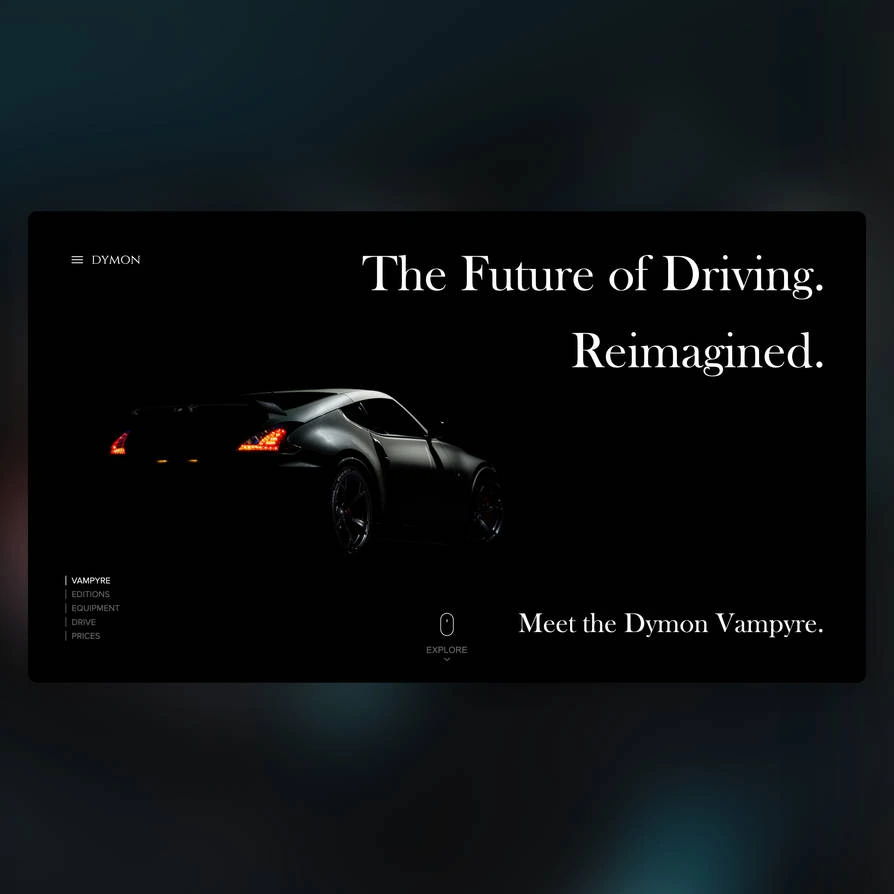 DYMON
The Future of Driving.
Reimagined.
VAMPYRE
EDITIONS
EQUIPMENT
DRIVE
PRICES
EXPLORE
Meet the Dymon Vampyre.